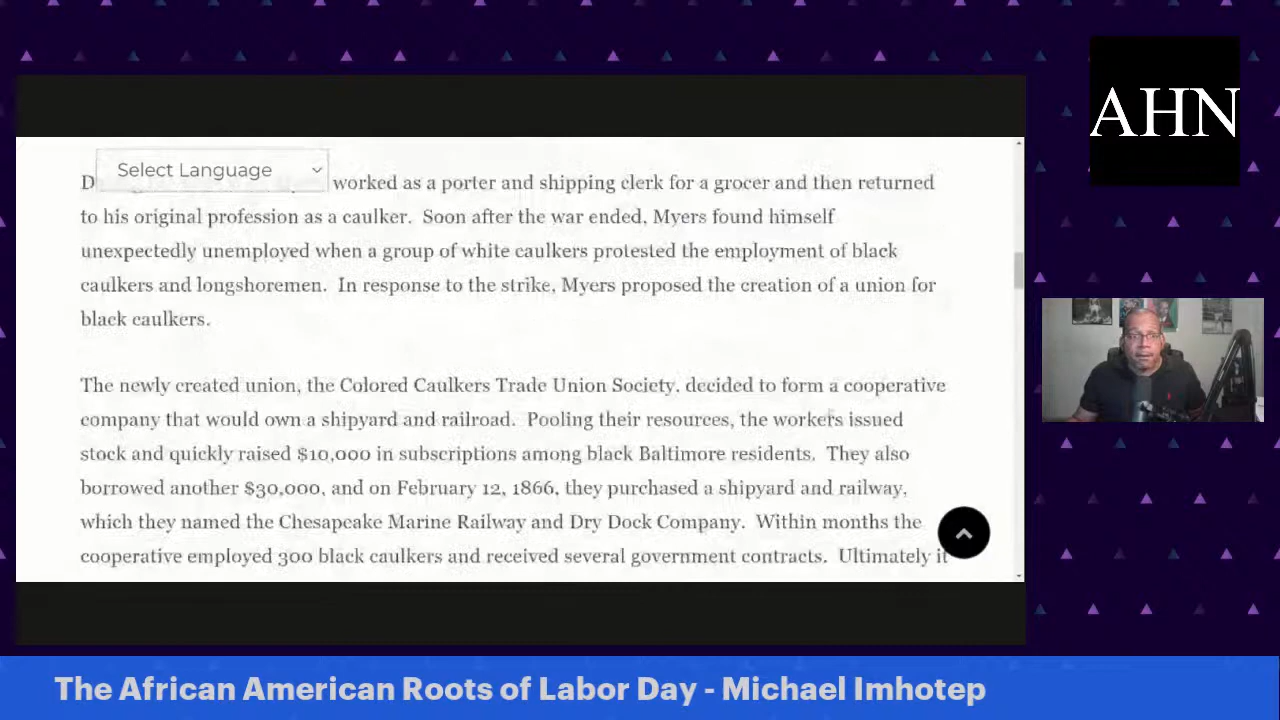 AHN
Select Language
worked as a porter and shipping clerk for a grocer and then returned
to his original profession as a caulker. Soon after the war ended, Myers found himself
unexpectedly unemployed when a group of white caulkers protested the employment of black
caulkers and longshoremen. In response to the strike, Myers proposed the creation of a union for
black caulkers.
The newly created union, the Colored Caulkers Trade Union Society, decided to form a cooperative
company that would own a shipyard and railroad. Pooling their resources, the workers issued
stock and quickly raised $10,000 in subscriptions among black Baltimore residents. They also
borrowed another $30,000, and on February 12, 1866, they purchased a shipyard and railway,
which they named the Chesapeake Marine Railway and Dry Dock Company. Within months the
cooperative employed 300 black caulkers and received several government contracts. Ultimately it
The African American Roots of Labor Day - Michael Imhotep